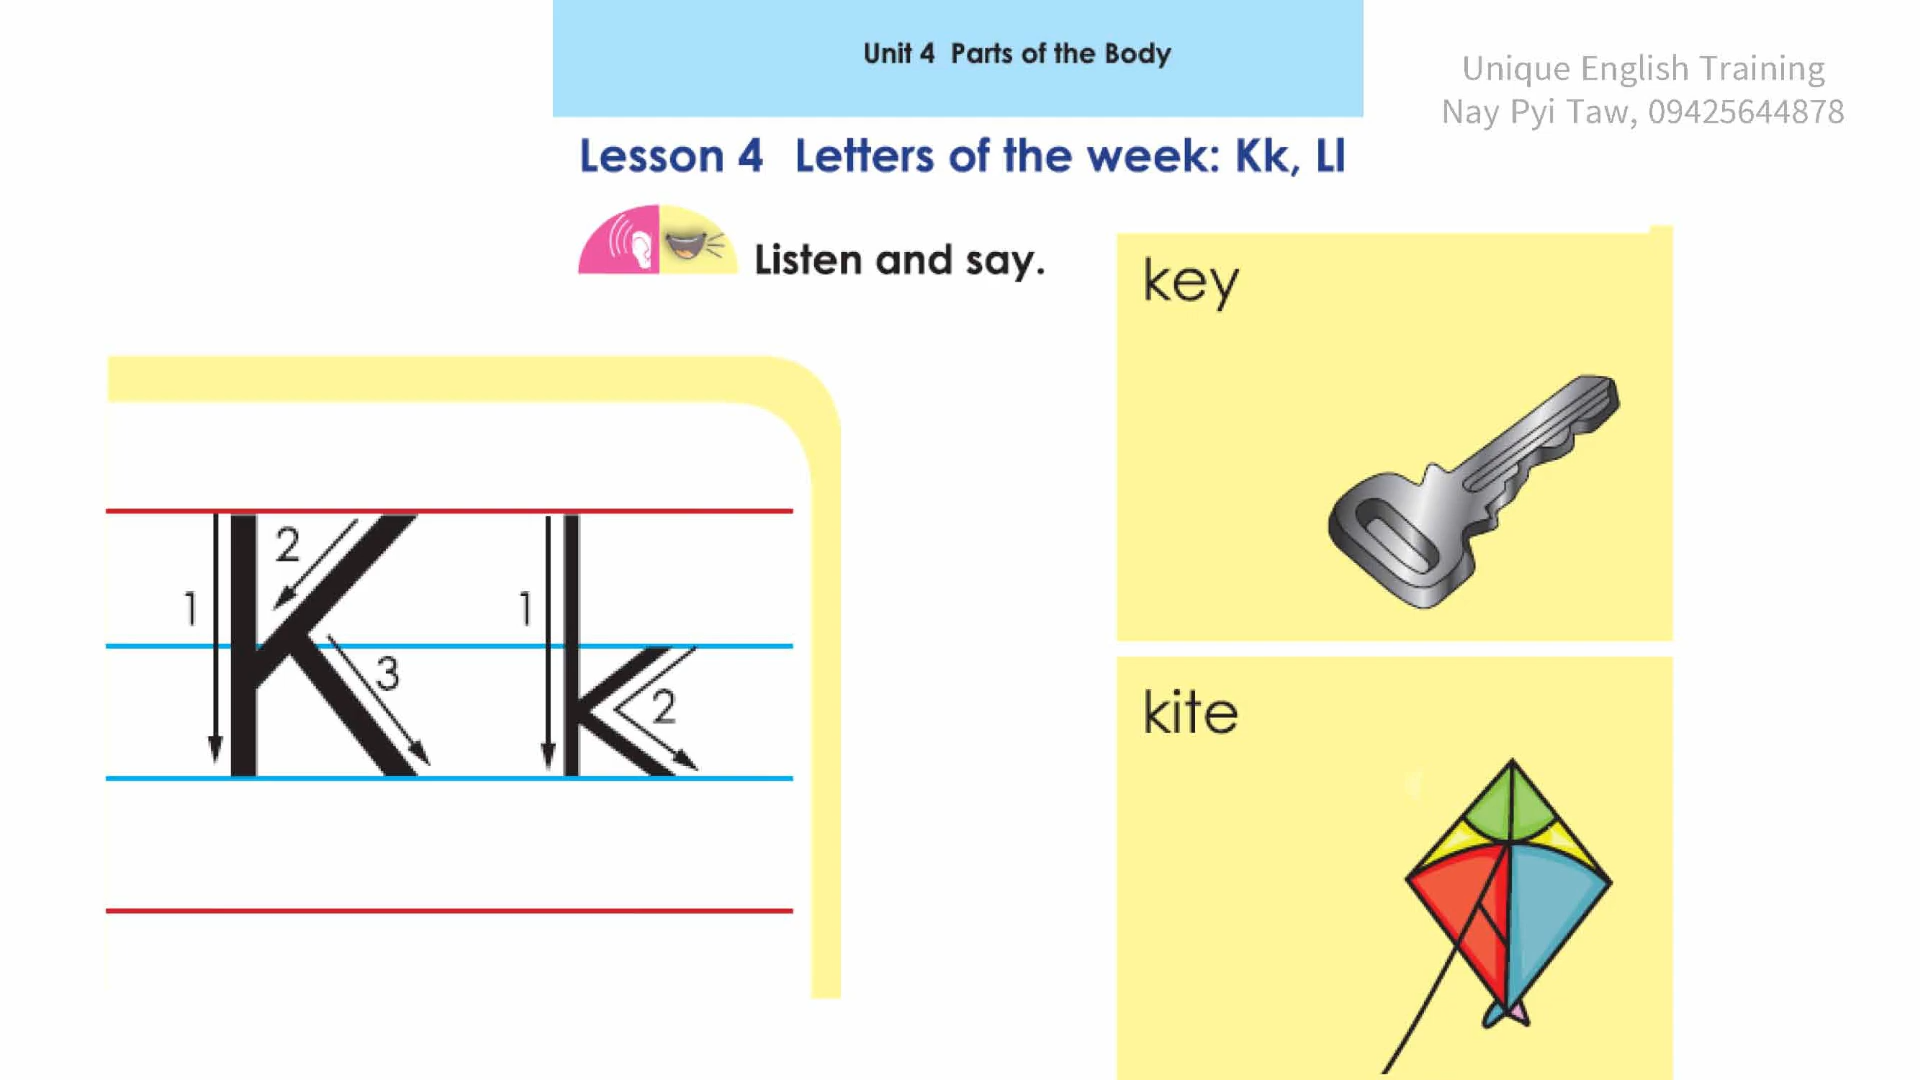 Unit 4 Parts of the Body
Unique English Training
Nay Pyi Taw, 09425644878
Lesson 4 Letters of the week: Kk, Ll
Listen and say.
key
1 2 3 K 1 2 k
kite